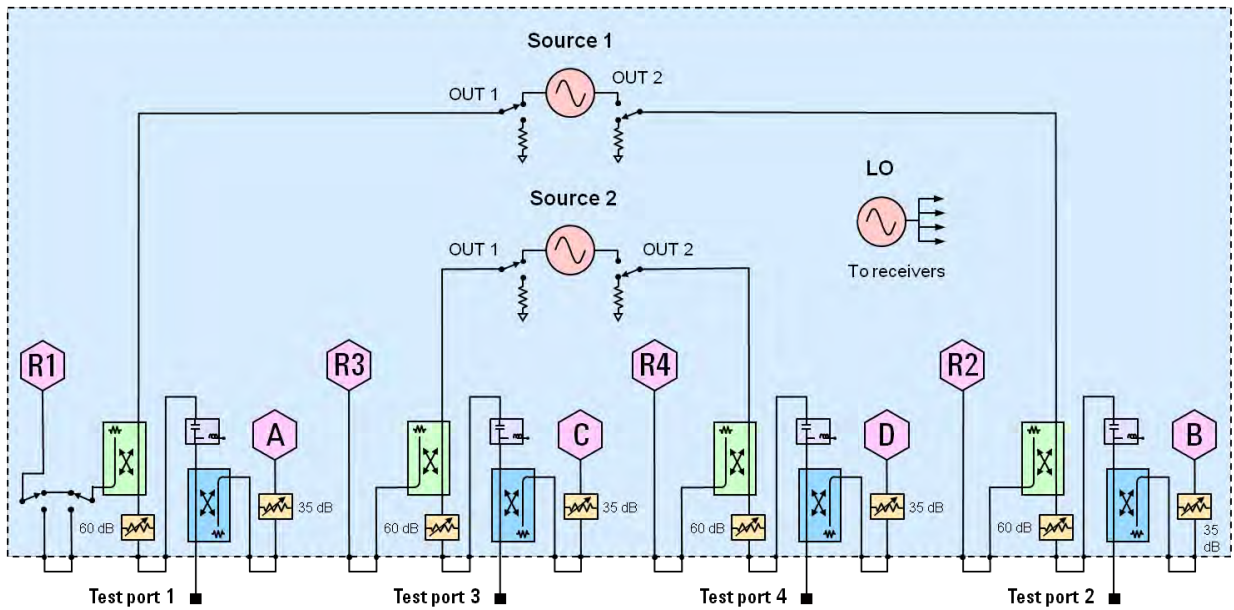 Source 1
OUT 1
OUT 2
LO
Source 2
OUT 1
OUT 2
To receivers
R1
R3
R4
R2
A
C
D
B
60 dB
35 dB
60 dB
35 dB
60 dB
35 dB
60 dB
35
dB
Test port 1
Test port 3
Test port 4
Test port 2